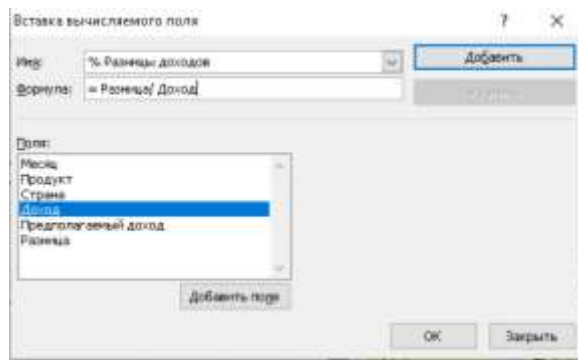 Вставка вычисляемого поля ? ×
Имя: % Разницы доходов
Добавить
Формула: = Разница/ Доход
Поля:
Месяц
Продукт
Страна
Доход
Предполагаемый доход
Разница
Добавить поле
ОК Закрыть